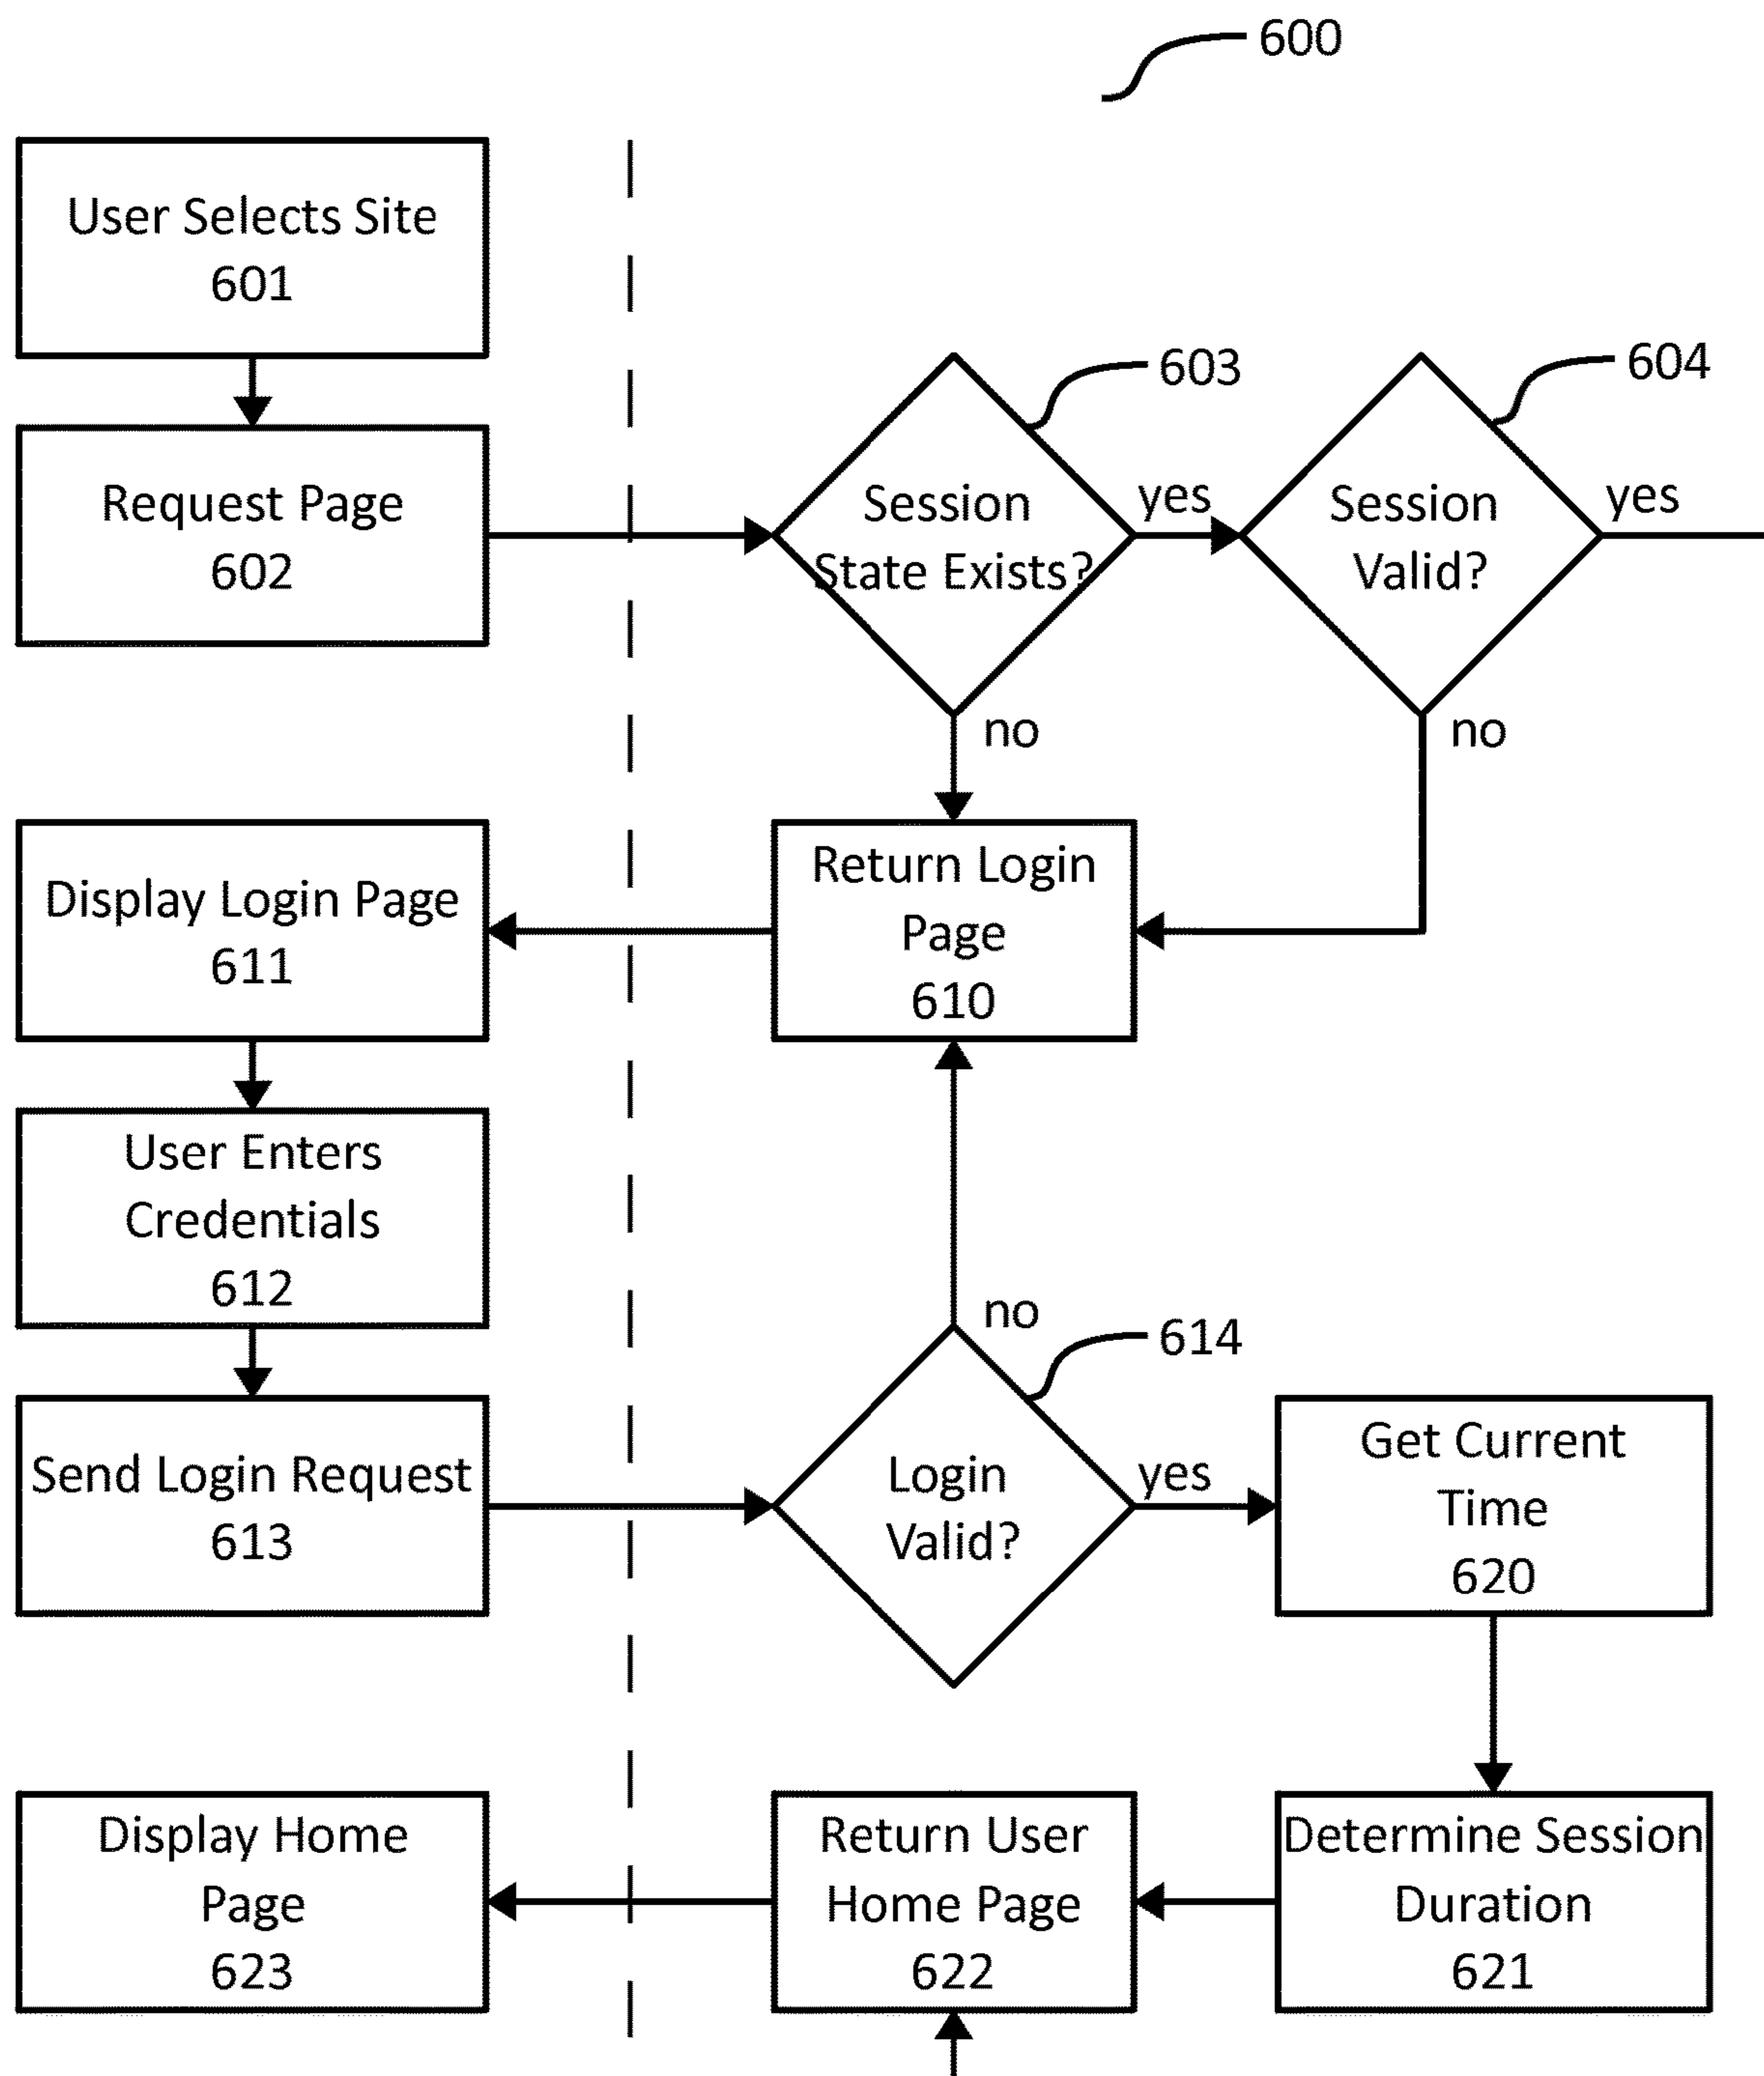 600
User Selects Site
601
603
604
Request Page
602
Session
State Exists?
yes
Session
Valid?
yes
no
no
Display Login Page
611
Return Login
Page
610
User Enters
Credentials
612
no
614
Send Login Request
613
Login
Valid?
yes
Get Current
Time
620
Display Home
Page
623
Return User
Home Page
622
Determine Session
Duration
621